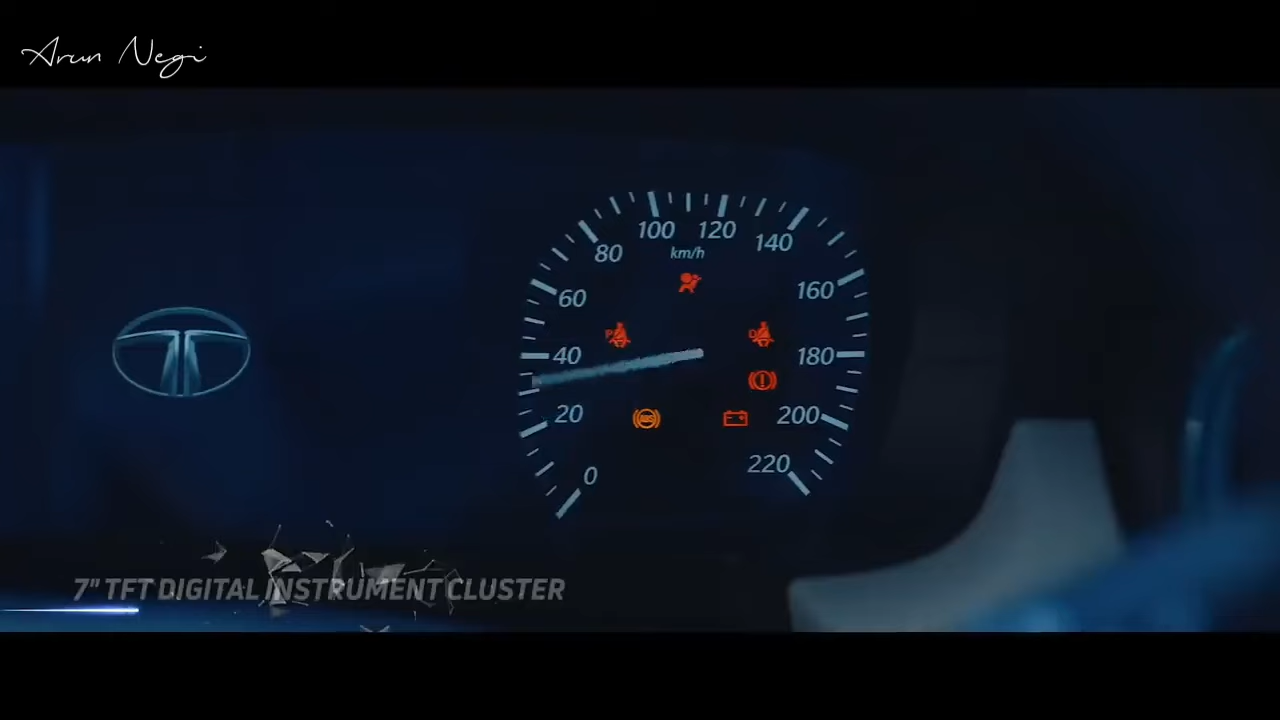 Arun Negi
100 120
80 140
km/h
60 160
40 180
20 200
0 220
7" TFT DIGITAL INSTRUMENT CLUSTER